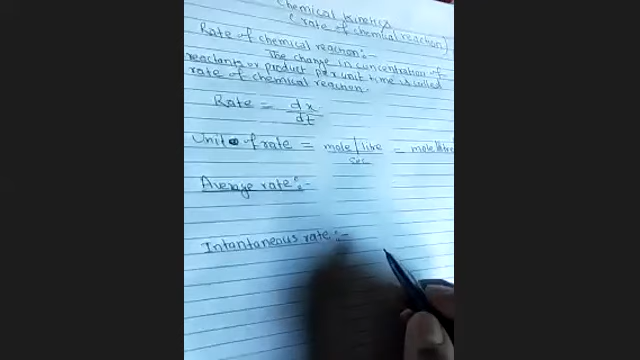 Chemical Kinetics
( rate of chemical reaction)
Rate of chemical reaction:-
The change in concentration of
reactants or product per unit time is called
rate of chemical reaction.
Rate = dx/dt
Unit of rate = mole/litre/sec = mole/litre
Average rate:-
Intantaneous rate:-